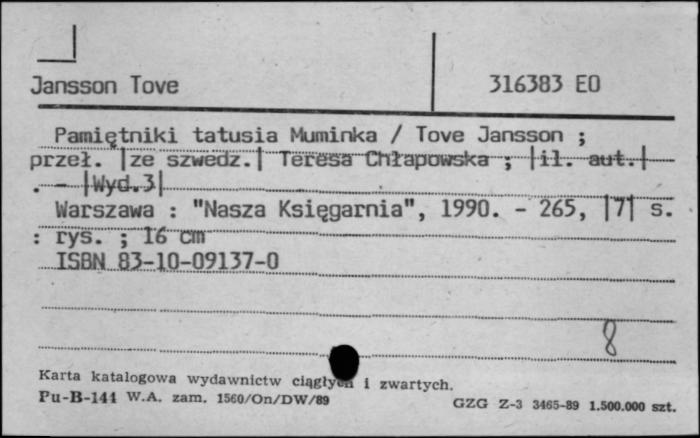 Jansson Tove 316383 EO
Pamiętniki tatusia Muminka / Tove Jansson ;
przeł. |ze szwedz.| Teresa Chłapowska ; |il. aut.|
. - |Wyd.3|
Warszawa : "Nasza Księgarnia", 1990. - 265, |7| s.
: rys. ; 16 cm
ISBN 83-10-09137-0
8
Karta katalogowa wydawnictw ciągłych i zwartych.
Pu-B-144 W.A. zam. 1560/On/DW/89 GZG Z-3 3465-89 1.500.000 szt.